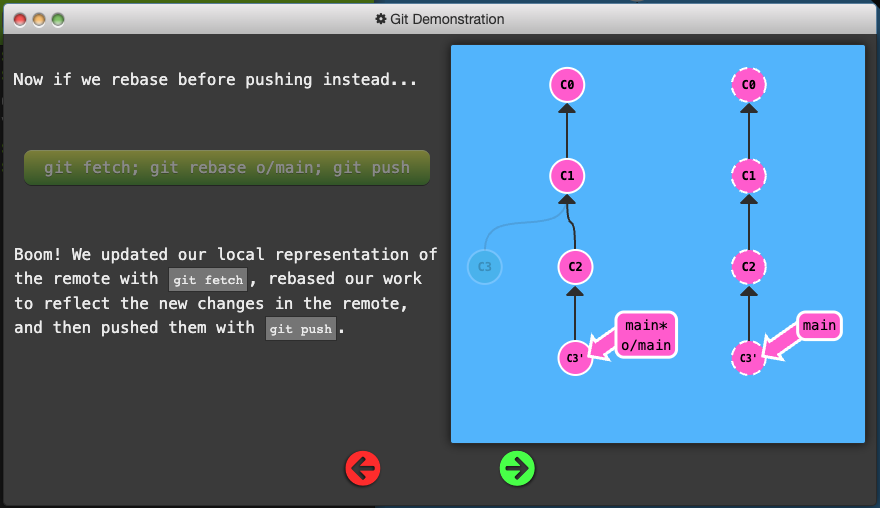 Git Demonstration
Now if we rebase before pushing instead...
git fetch; git rebase o/main; git push
Boom! We updated our local representation of
the remote with git fetch, rebased our work
to reflect the new changes in the remote,
and then pushed them with git push.
C0
C1
C3
C2
C3'
main*
o/main
C0
C1
C2
C3'
main